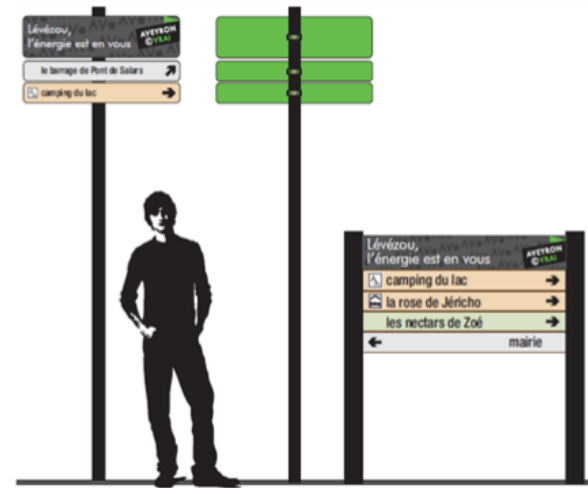 Lévézou,
l'énergie est en vous
AVEYRON
©VRAI
le barrage de Pont de Salars
camping du lac
Lévézou,
l'énergie est en vous
AVEYRON
©VRAI
camping du lac
la rose de Jéricho
les nectars de Zoé
mairie